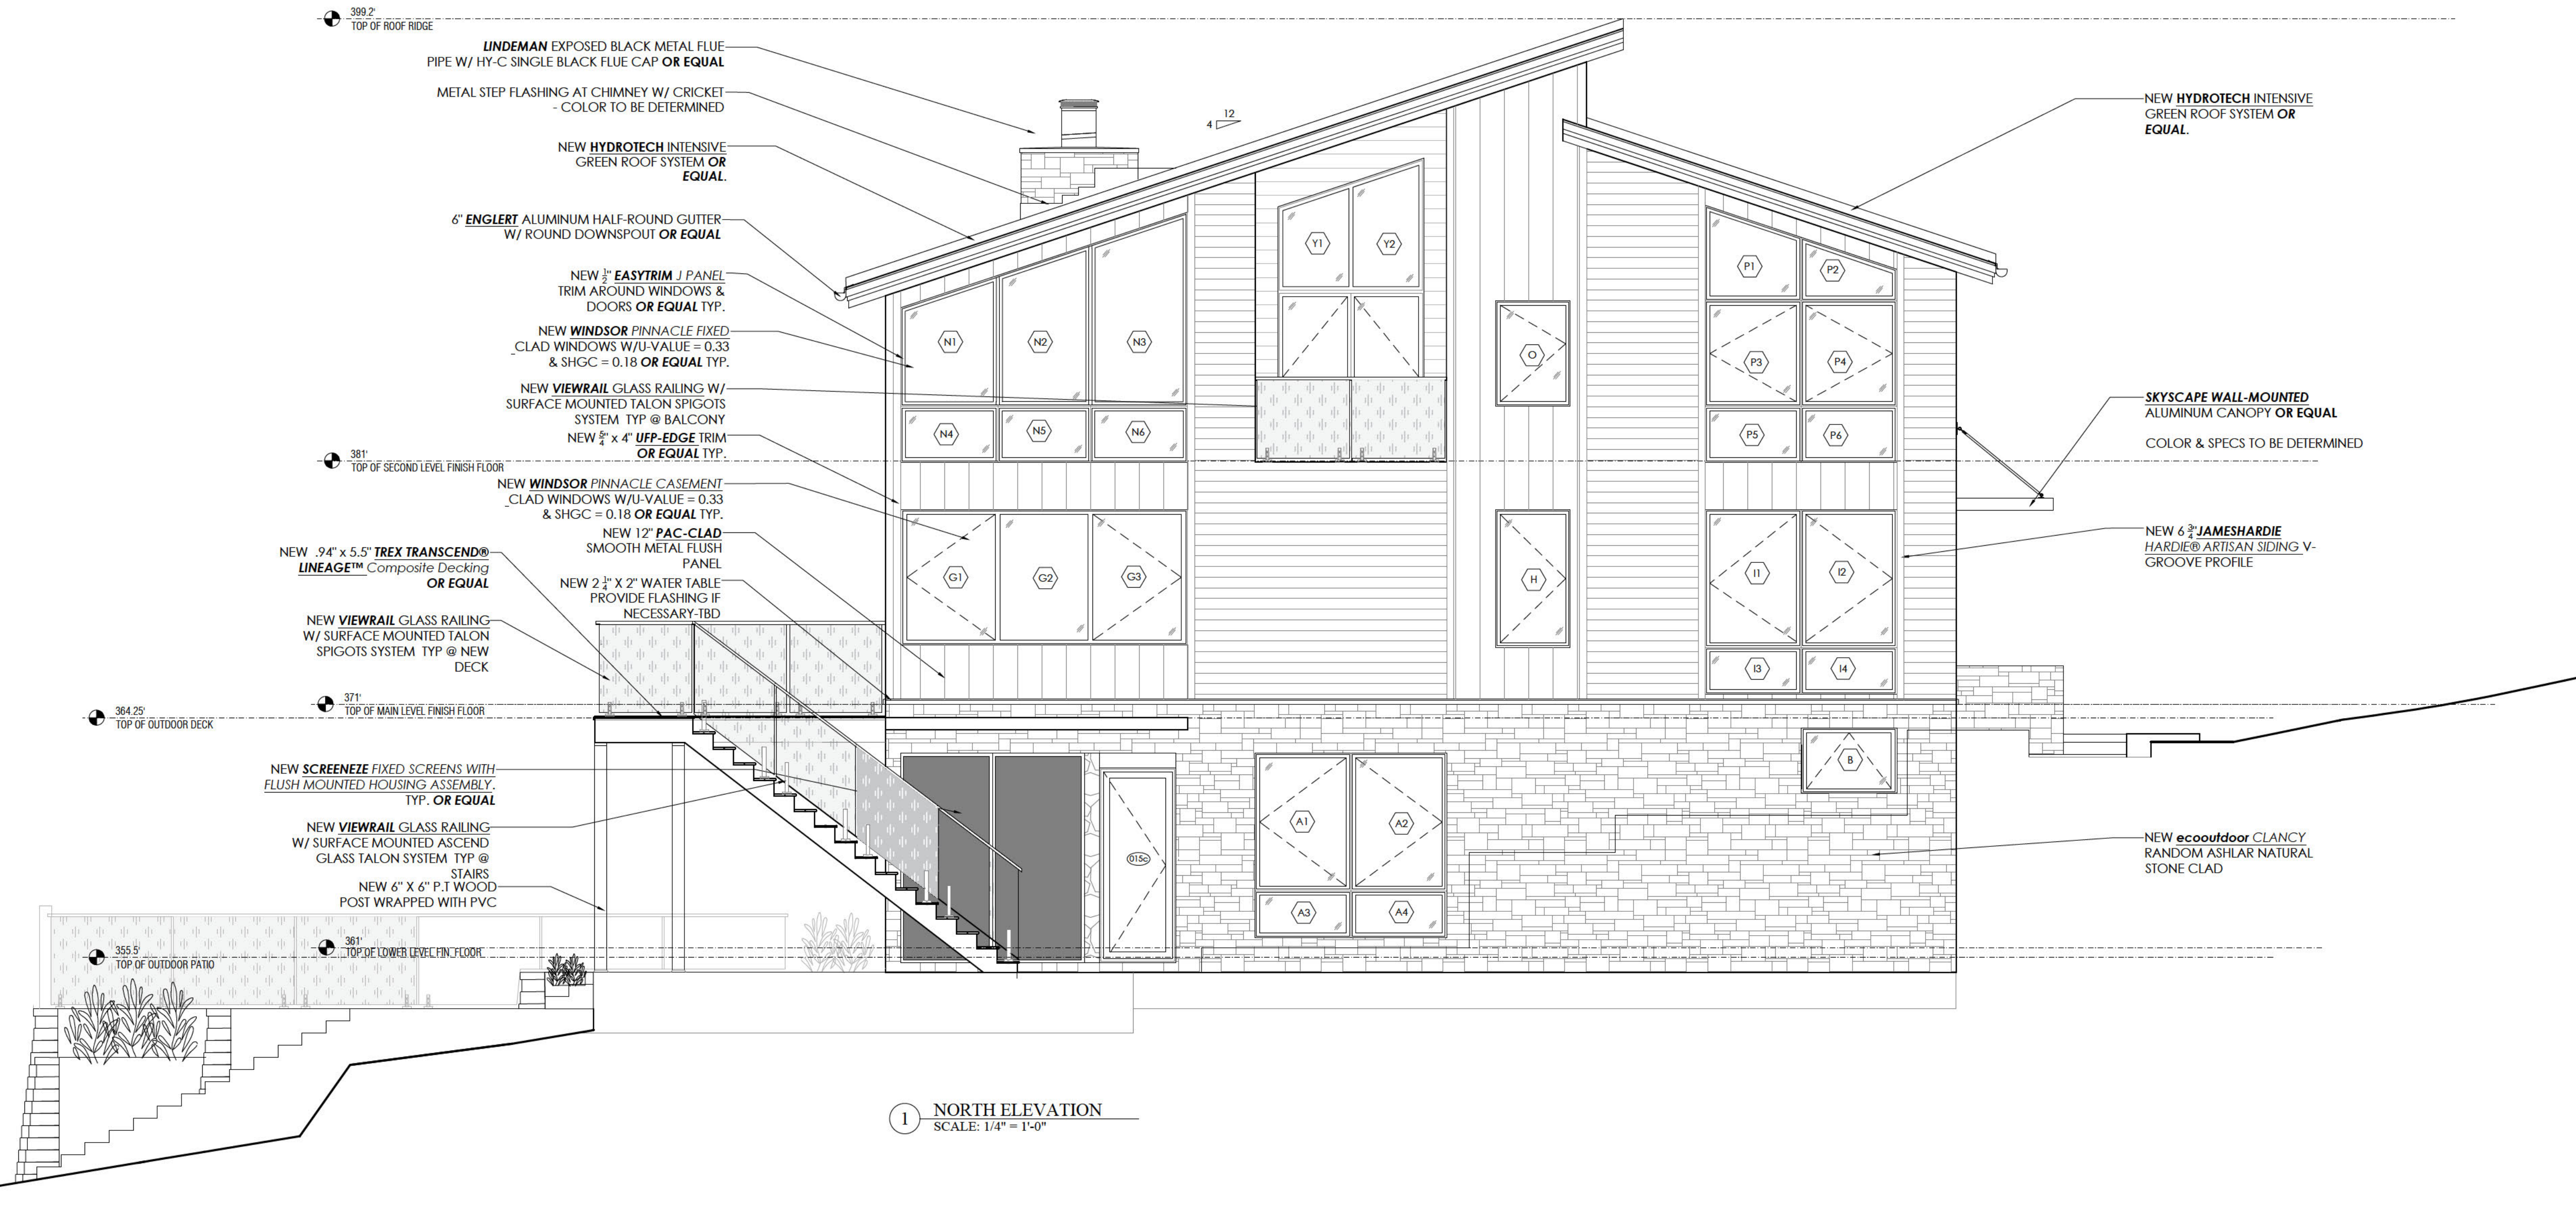 399.2'
TOP OF ROOF RIDGE
LINDEMAN EXPOSED BLACK METAL FLUE
PIPE W/ HY-C SINGLE BLACK FLUE CAP OR EQUAL
METAL STEP FLASHING AT CHIMNEY W/ CRICKET
- COLOR TO BE DETERMINED
NEW HYDROTECH INTENSIVE
GREEN ROOF SYSTEM OR
EQUAL.
6" ENGLERT ALUMINUM HALF-ROUND GUTTER
W/ ROUND DOWNSPOUT OR EQUAL
NEW 1/2" EASYTRIM J PANEL
TRIM AROUND WINDOWS &
DOORS OR EQUAL TYP.
NEW WINDSOR PINNACLE FIXED
CLAD WINDOWS W/U-VALUE = 0.33
& SHGC = 0.18 OR EQUAL TYP.
NEW VIEWRAIL GLASS RAILING W/
SURFACE MOUNTED TALON SPIGOTS
SYSTEM TYP @ BALCONY
NEW 5/4" x 4" UFP-EDGE TRIM
OR EQUAL TYP.
381'
TOP OF SECOND LEVEL FINISH FLOOR
NEW WINDSOR PINNACLE CASEMENT
CLAD WINDOWS W/U-VALUE = 0.33
& SHGC = 0.18 OR EQUAL TYP.
NEW 12" PAC-CLAD
SMOOTH METAL FLUSH
PANEL
NEW .94" x 5.5" TREX TRANSCEND®
LINEAGE™ Composite Decking
OR EQUAL
NEW 2 1/4" X 2" WATER TABLE
PROVIDE FLASHING IF
NECESSARY-TBD
NEW VIEWRAIL GLASS RAILING
W/ SURFACE MOUNTED TALON
SPIGOTS SYSTEM TYP @ NEW
DECK
371'
TOP OF MAIN LEVEL FINISH FLOOR
364.25'
TOP OF OUTDOOR DECK
NEW SCREENEZE FIXED SCREENS WITH
FLUSH MOUNTED HOUSING ASSEMBLY.
TYP. OR EQUAL
NEW VIEWRAIL GLASS RAILING
W/ SURFACE MOUNTED ASCEND
GLASS TALON SYSTEM TYP @
STAIRS
NEW 6" X 6" P.T WOOD
POST WRAPPED WITH PVC
361'
TOP OF LOWER LEVEL FIN. FLOOR
355.5'
TOP OF OUTDOOR PATIO
12
4
Y1
Y2
N1
N2
N3
N4
N5
N6
O
P1
P2
P3
P4
P5
P6
G1
G2
G3
H
I1
I2
I3
I4
B
015c
A1
A2
A3
A4
NEW HYDROTECH INTENSIVE
GREEN ROOF SYSTEM OR
EQUAL.
SKYSCAPE WALL-MOUNTED
ALUMINUM CANOPY OR EQUAL
COLOR & SPECS TO BE DETERMINED
NEW 6 3/4" JAMESHARDIE
HARDIE® ARTISAN SIDING V-
GROOVE PROFILE
NEW ecooutdoor CLANCY
RANDOM ASHLAR NATURAL
STONE CLAD
1
NORTH ELEVATION
SCALE: 1/4" = 1'-0"